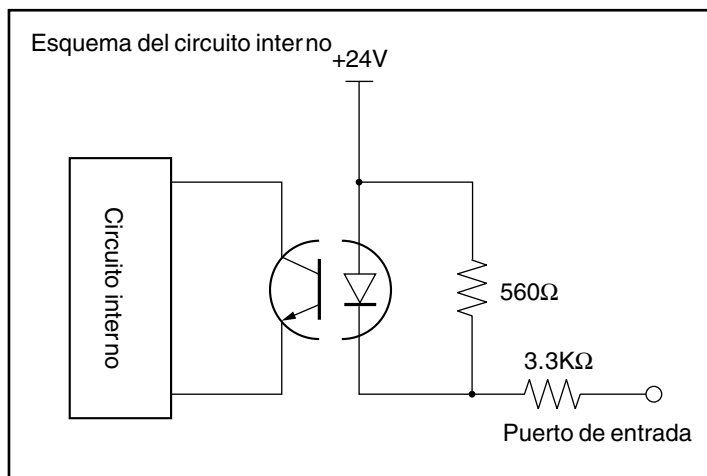 Esquema del circuito interno
+24V
Circuito interno
560Ω
3.3KΩ
Puerto de entrada